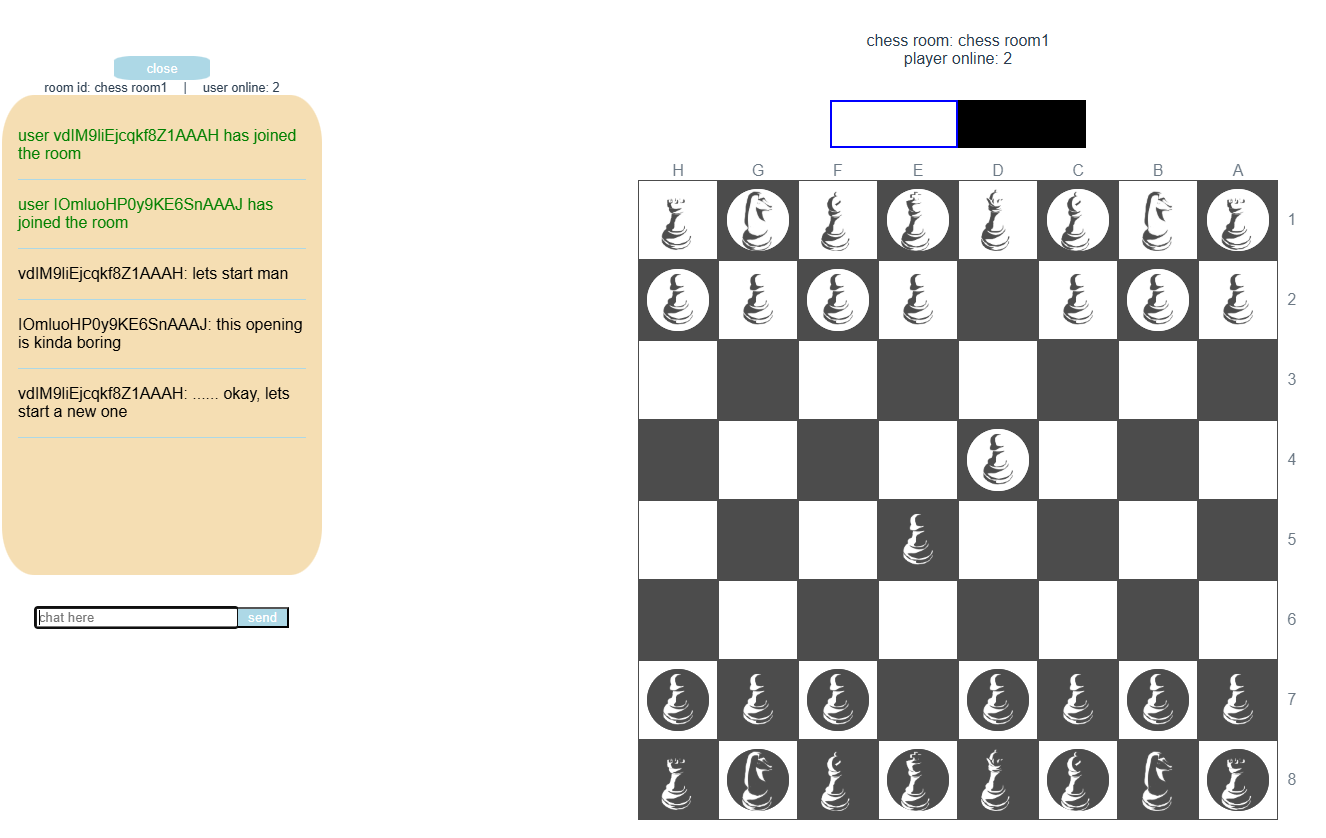 close
room id: chess room1 | user online: 2
user vdIM9liEjcqkf8Z1AAAH has joined
the room
user IOmluoHP0y9KE6SnAAAJ has
joined the room
vdIM9liEjcqkf8Z1AAAH: lets start man
IOmluoHP0y9KE6SnAAAJ: this opening
is kinda boring
vdIM9liEjcqkf8Z1AAAH: ...... okay, lets
start a new one
chat here
send
chess room: chess room1
player online: 2
H G F E D C B A
1
2
3
4
5
6
7
8